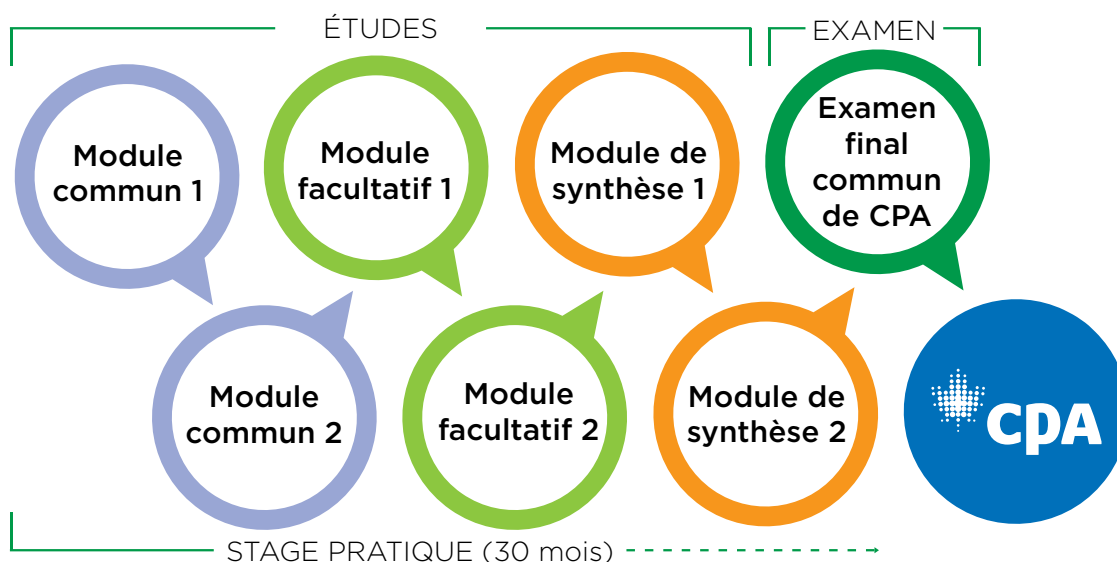 ÉTUDES
EXAMEN
Module
commun 1
Module
commun 2
Module
facultatif 1
Module
facultatif 2
Module de
synthèse 1
Module de
synthèse 2
Examen
final
commun
de CPA
CPA
STAGE PRATIQUE (30 mois)